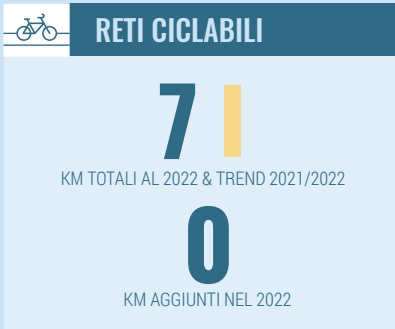 RETI CICLABILI
7
KM TOTALI AL 2022 & TREND 2021/2022
0
KM AGGIUNTI NEL 2022